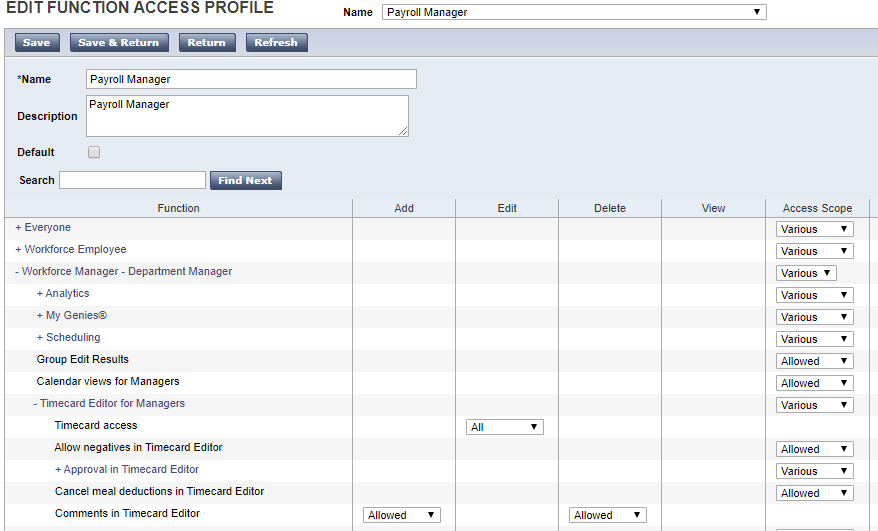 EDIT FUNCTION ACCESS PROFILE Name Payroll Manager
Save Save & Return Return Refresh
*Name Payroll Manager
Description Payroll Manager
Default
Search Find Next
Function Add Edit Delete View Access Scope
+ Everyone Various
+ Workforce Employee Various
- Workforce Manager - Department Manager Various
+ Analytics Various
+ My Genies® Various
+ Scheduling Various
Group Edit Results Allowed
Calendar views for Managers Allowed
- Timecard Editor for Managers Various
Timecard access All
Allow negatives in Timecard Editor Allowed
+ Approval in Timecard Editor Various
Cancel meal deductions in Timecard Editor Allowed
Comments in Timecard Editor Allowed Allowed